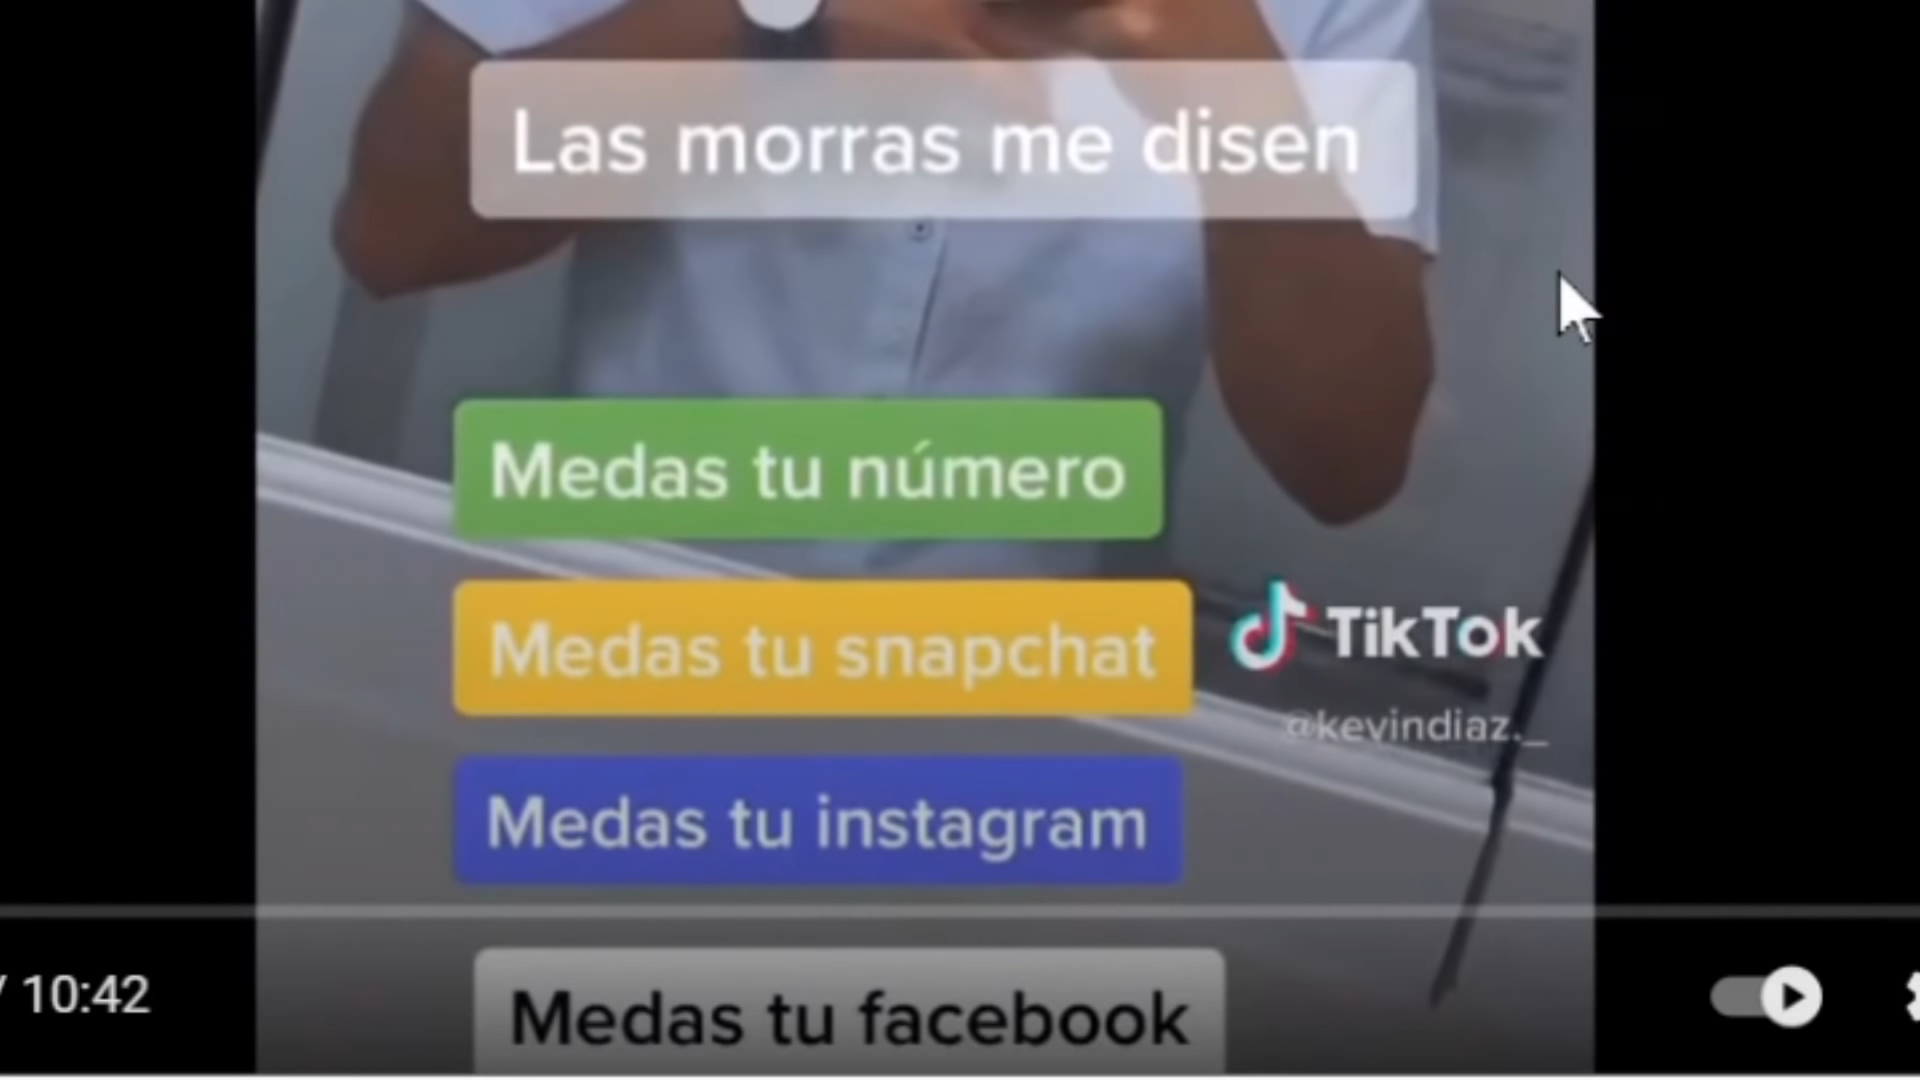 Las morras me disen
Medas tu número
Medas tu snapchat
TikTok
@kevindiaz._
Medas tu instagram
/ 10:42
Medas tu facebook